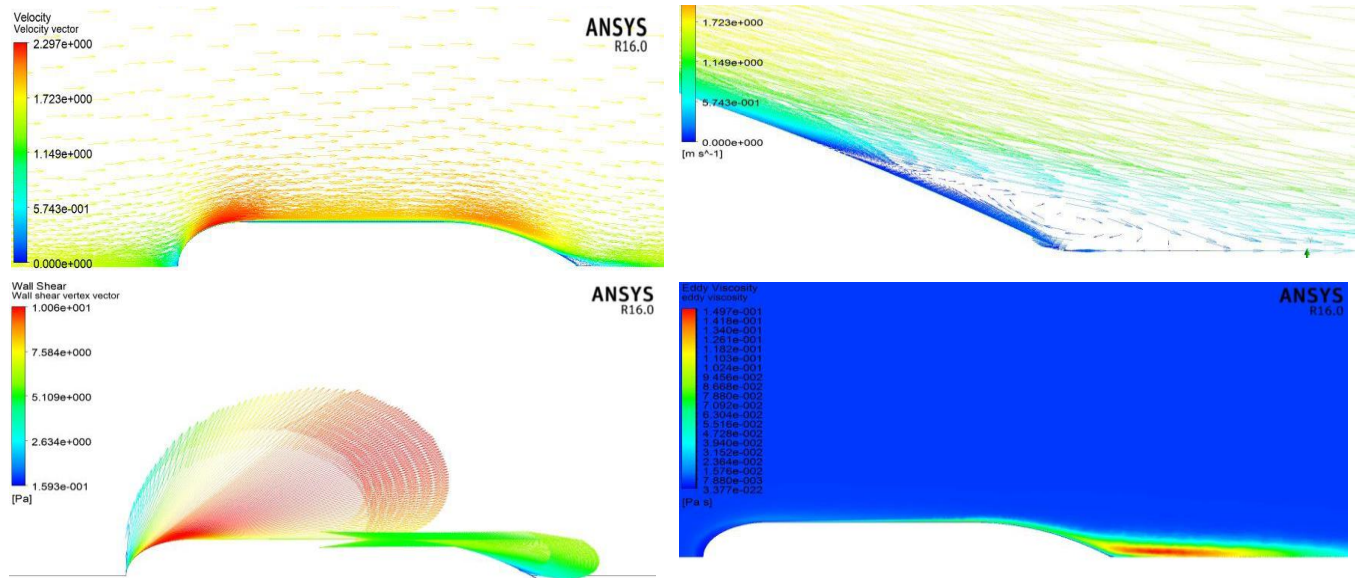 Velocity
Velocity vector
2.297e+000
1.723e+000
1.149e+000
5.743e-001
0.000e+000
ANSYS
R16.0
1.723e+000
1.149e+000
5.743e-001
0.000e+000
[m s^-1]
Wall Shear
Wall shear vertex vector
1.006e+001
7.584e+000
5.109e+000
2.634e+000
1.593e-001
[Pa]
ANSYS
R16.0
Eddy Viscosity
eddy viscosity
1.497e-001
1.418e-001
1.340e-001
1.261e-001
1.182e-001
1.103e-001
1.024e-001
9.456e-002
8.668e-002
7.880e-002
7.092e-002
6.304e-002
5.516e-002
4.728e-002
3.940e-002
3.152e-002
2.364e-002
1.576e-002
7.880e-003
3.377e-022
[Pa s]
ANSYS
R16.0